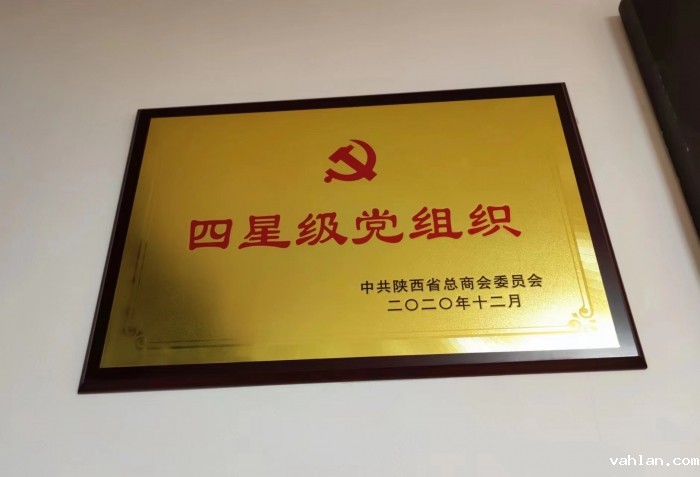 四星级党组织
中共陕西省总商会委员会
二〇二〇年十二月
vahlan.com